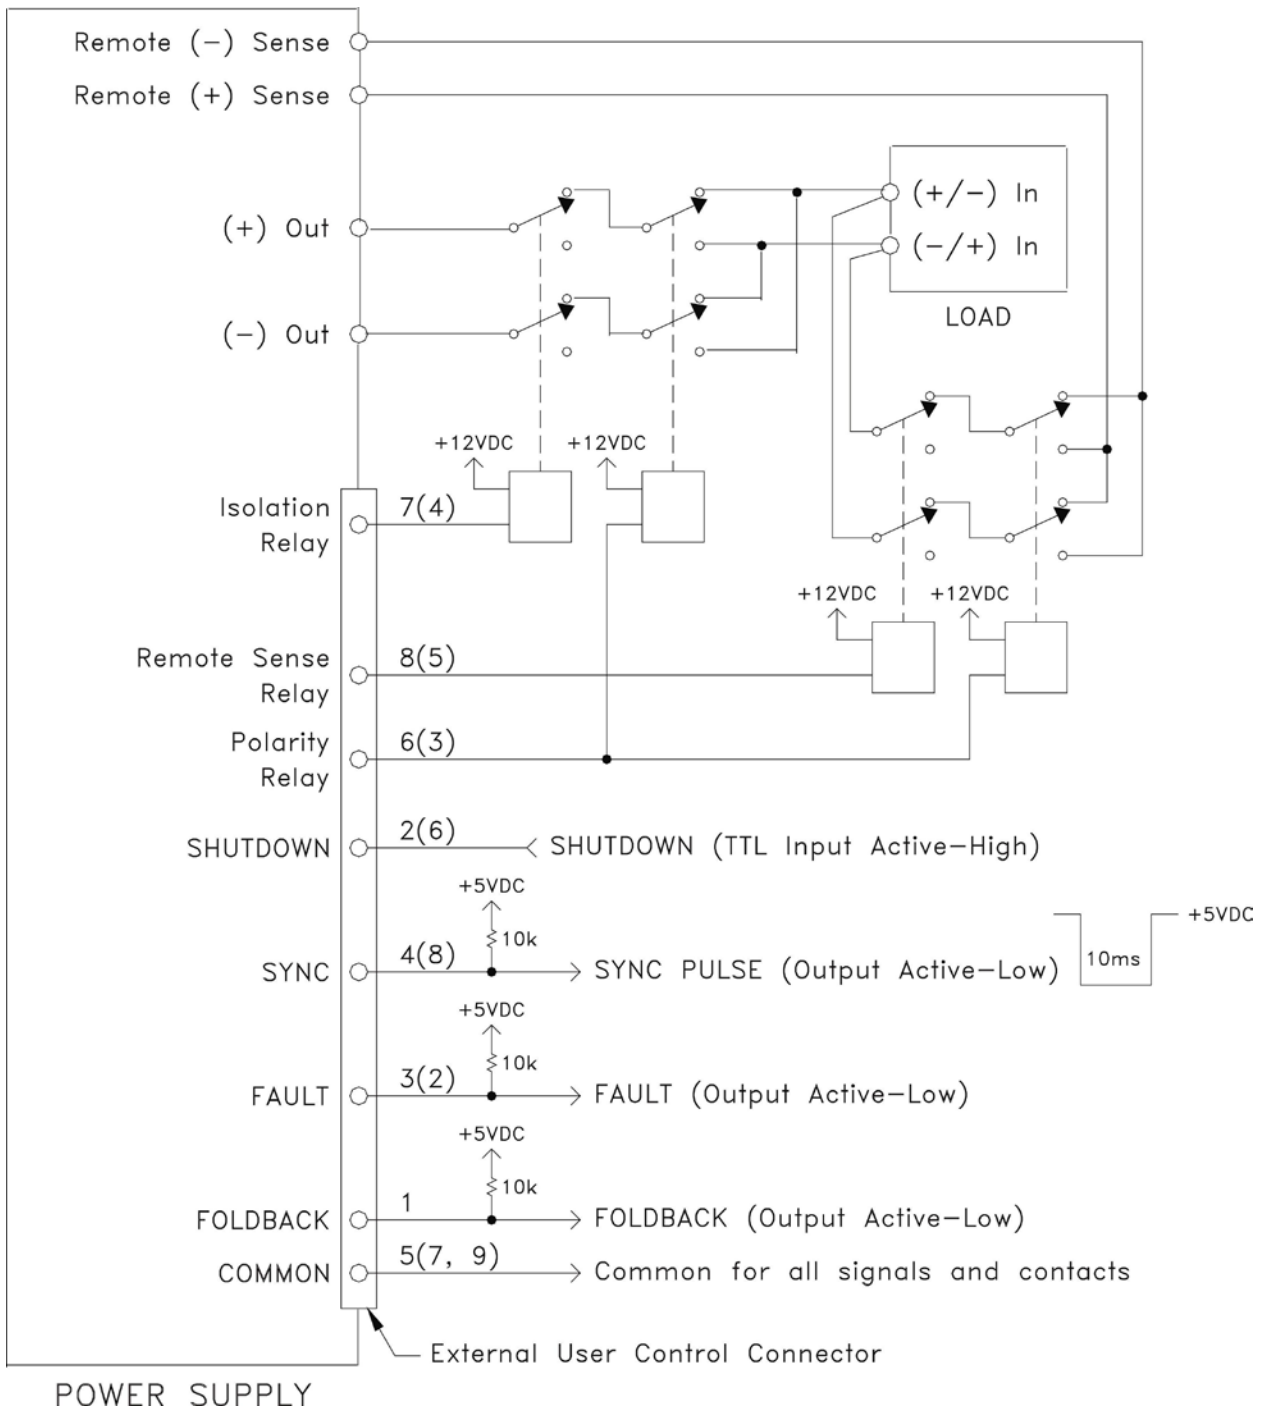 Remote (-) Sense
Remote (+) Sense
(+) Out
(-) Out
(+/-) In
(-/+) In
LOAD
+12VDC
+12VDC
Isolation
Relay
7(4)
+12VDC
+12VDC
Remote Sense
Relay
8(5)
Polarity
Relay
6(3)
SHUTDOWN
2(6)
SHUTDOWN (TTL Input Active-High)
+5VDC
10k
SYNC
4(8)
SYNC PULSE (Output Active-Low)
10ms
+5VDC
+5VDC
10k
FAULT
3(2)
FAULT (Output Active-Low)
+5VDC
10k
FOLDBACK
1
FOLDBACK (Output Active-Low)
COMMON
5(7, 9)
Common for all signals and contacts
External User Control Connector
POWER SUPPLY